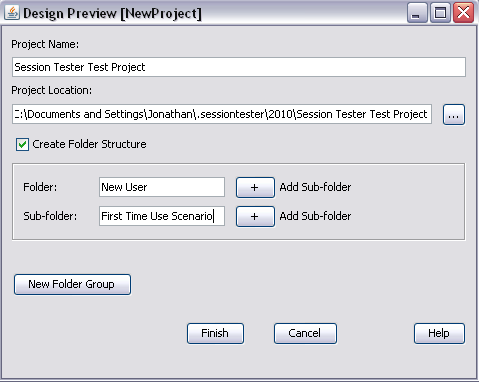 Design Preview [NewProject]
Project Name:
Session Tester Test Project
Project Location:
C:\Documents and Settings\Jonathan\.sessiontester\2010\Session Tester Test Project
...
Create Folder Structure
Folder: New User + Add Sub-folder
Sub-folder: First Time Use Scenario + Add Sub-folder
New Folder Group
Finish Cancel Help